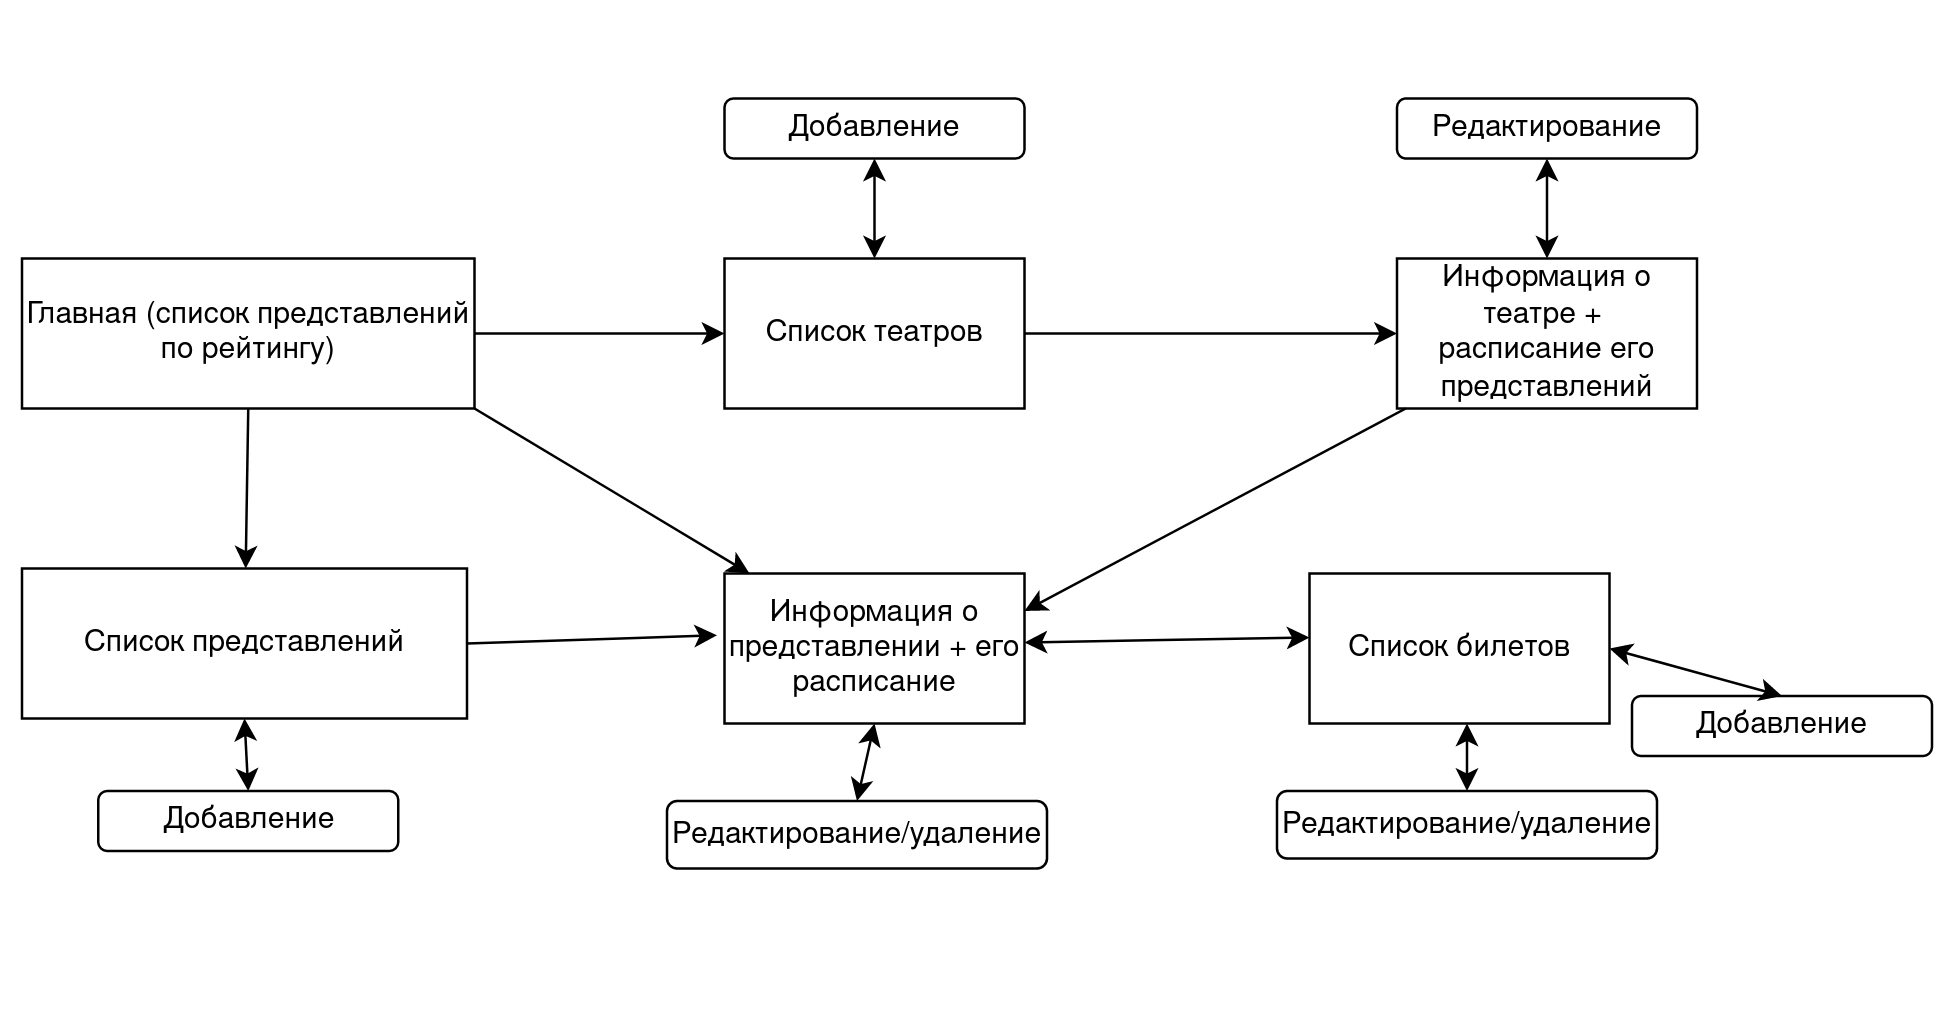 Добавление
Редактирование
Главная (список представлений
по рейтингу)
Список театров
Информация о
театре +
расписание его
представлений
Список представлений
Информация о
представлении + его
расписание
Список билетов
Добавление
Добавление
Редактирование/удаление
Редактирование/удаление